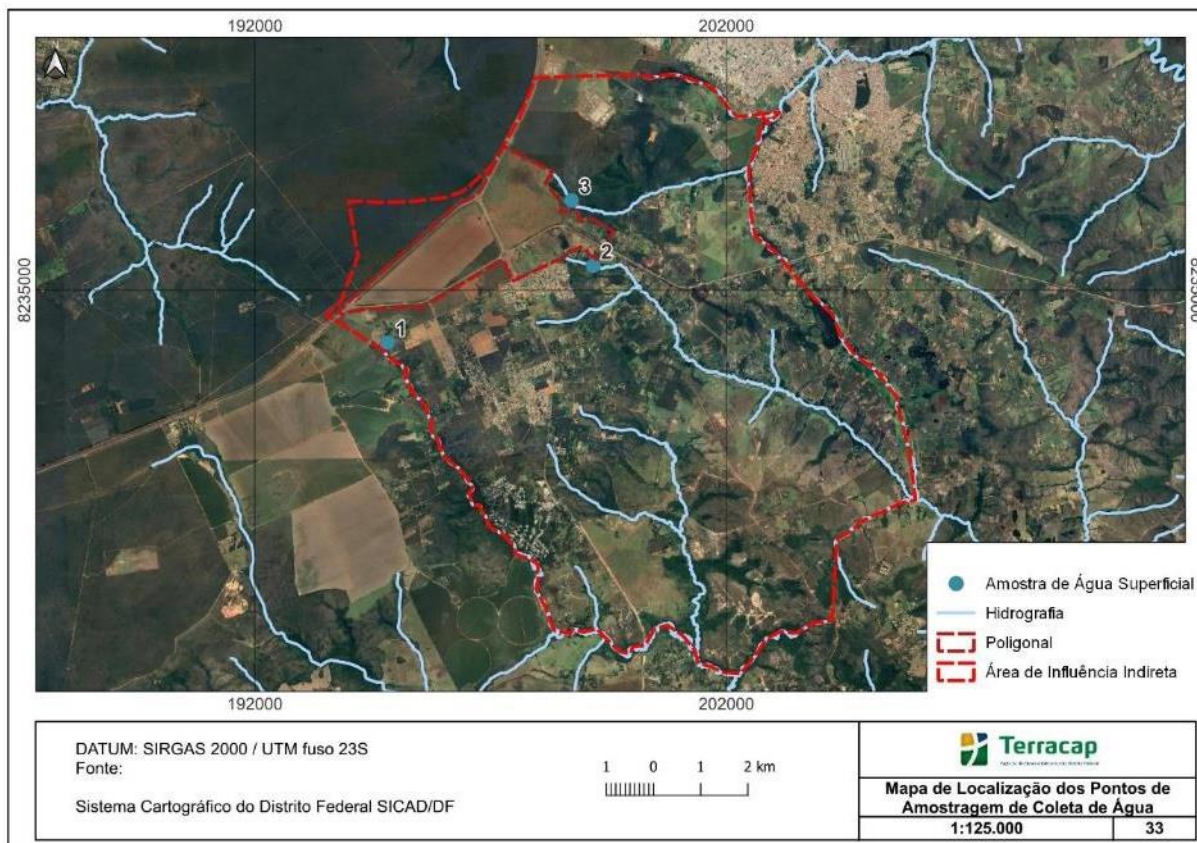 192000
202000
3
2
8235000
8235000
1
Amostra de Água Superficial
Hidrografia
Poligonal
Área de Influência Indireta
192000
202000
DATUM: SIRGAS 2000 / UTM fuso 23S
Fonte:
Sistema Cartográfico do Distrito Federal SICAD/DF
1 0 1 2 km
Terracap
Mapa de Localização dos Pontos de
Amostragem de Coleta de Água
1:125.000
33